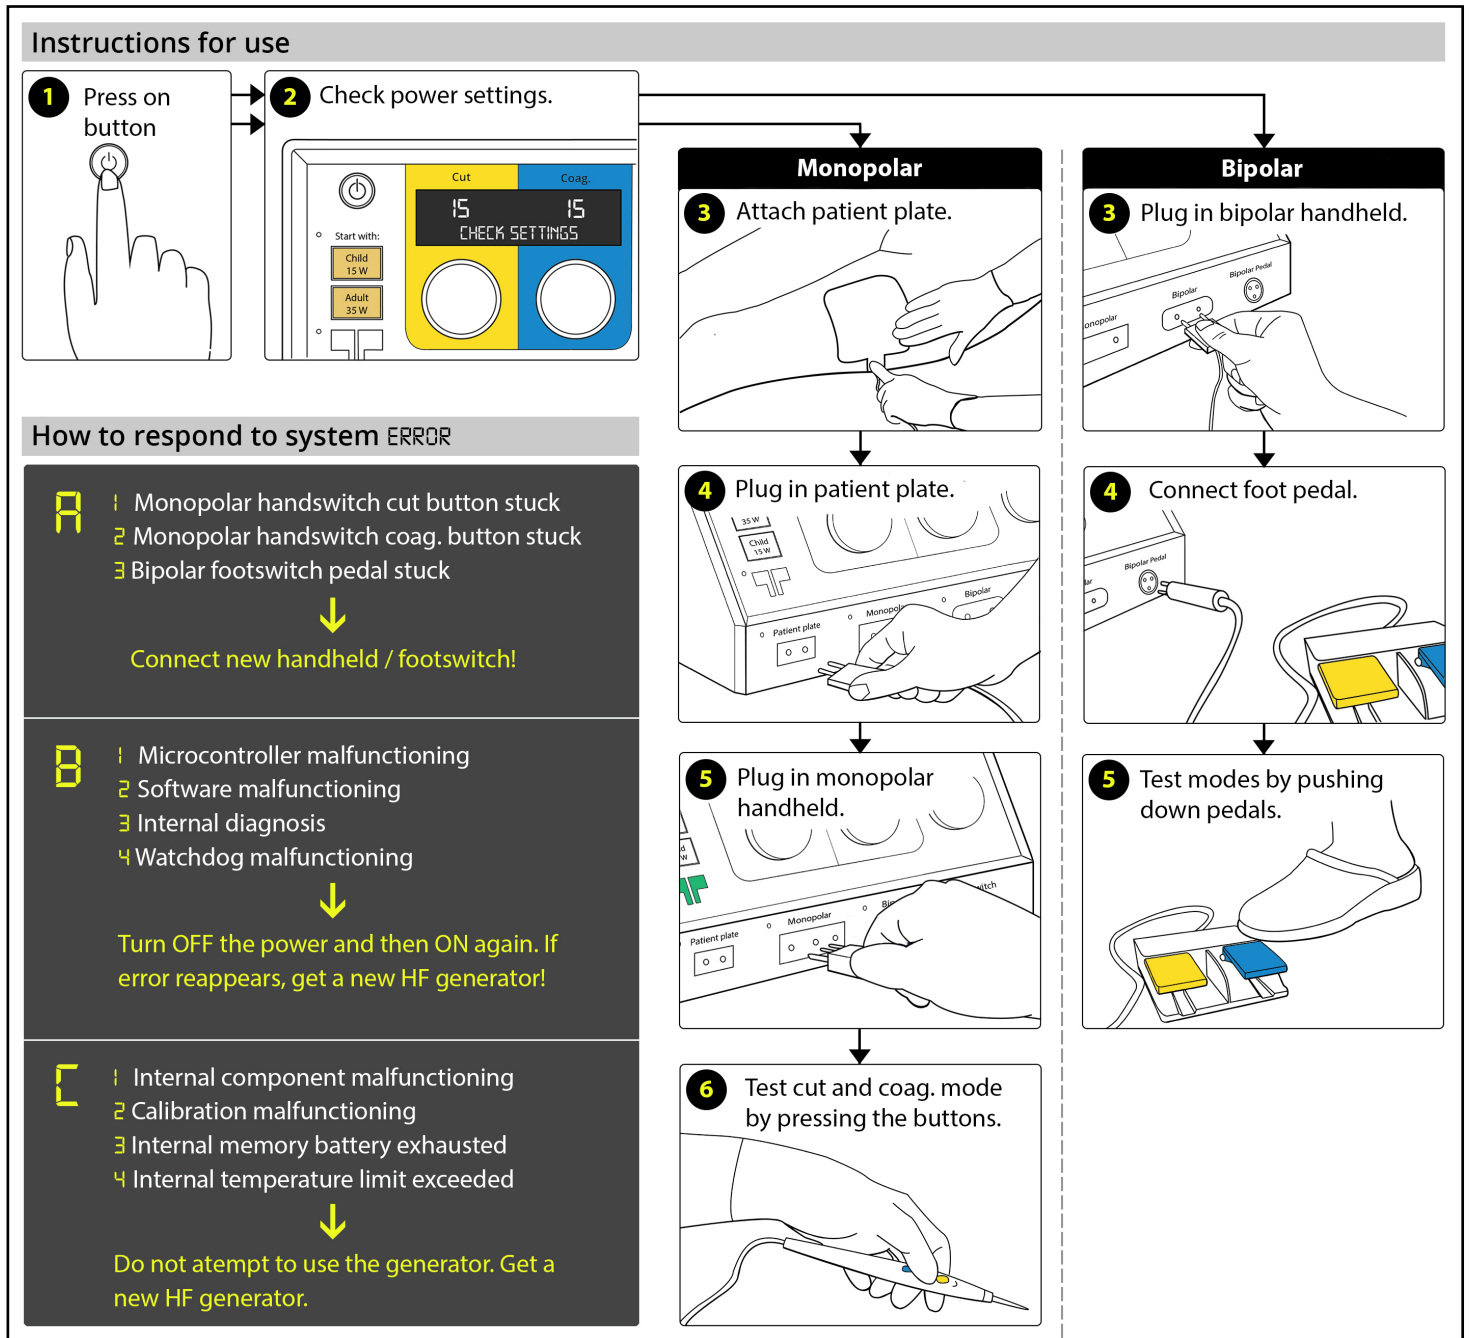 Instructions for use
1 Press on
button
2 Check power settings.
Cut
Coag.
15 15
CHECK SETTINGS
Start with:
Child
15 W
Adult
35 W
Monopolar
3 Attach patient plate.
4 Plug in patient plate.
35 W
Child
15 W
Patient plate
Monopolar
Bipolar
5 Plug in monopolar
handheld.
Patient plate
Monopolar
6 Test cut and coag. mode
by pressing the buttons.
Bipolar
3 Plug in bipolar handheld.
onopolar
Bipolar
Bipolar Pedal
4 Connect foot pedal.
lar
Bipolar Pedal
5 Test modes by pushing
down pedals.
How to respond to system ERROR
A
1 Monopolar handswitch cut button stuck
2 Monopolar handswitch coag. button stuck
3 Bipolar footswitch pedal stuck
Connect new handheld / footswitch!
B
1 Microcontroller malfunctioning
2 Software malfunctioning
3 Internal diagnosis
4 Watchdog malfunctioning
Turn OFF the power and then ON again. If
error reappears, get a new HF generator!
C
1 Internal component malfunctioning
2 Calibration malfunctioning
3 Internal memory battery exhausted
4 Internal temperature limit exceeded
Do not atempt to use the generator. Get a
new HF generator.